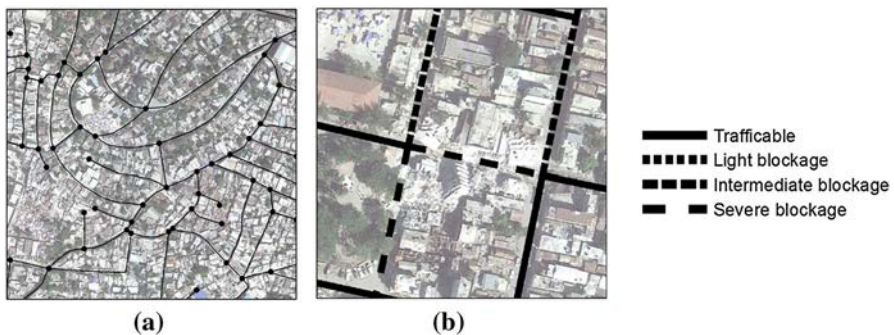 Trafficable
Light blockage
Intermediate blockage
Severe blockage
(a)
(b)